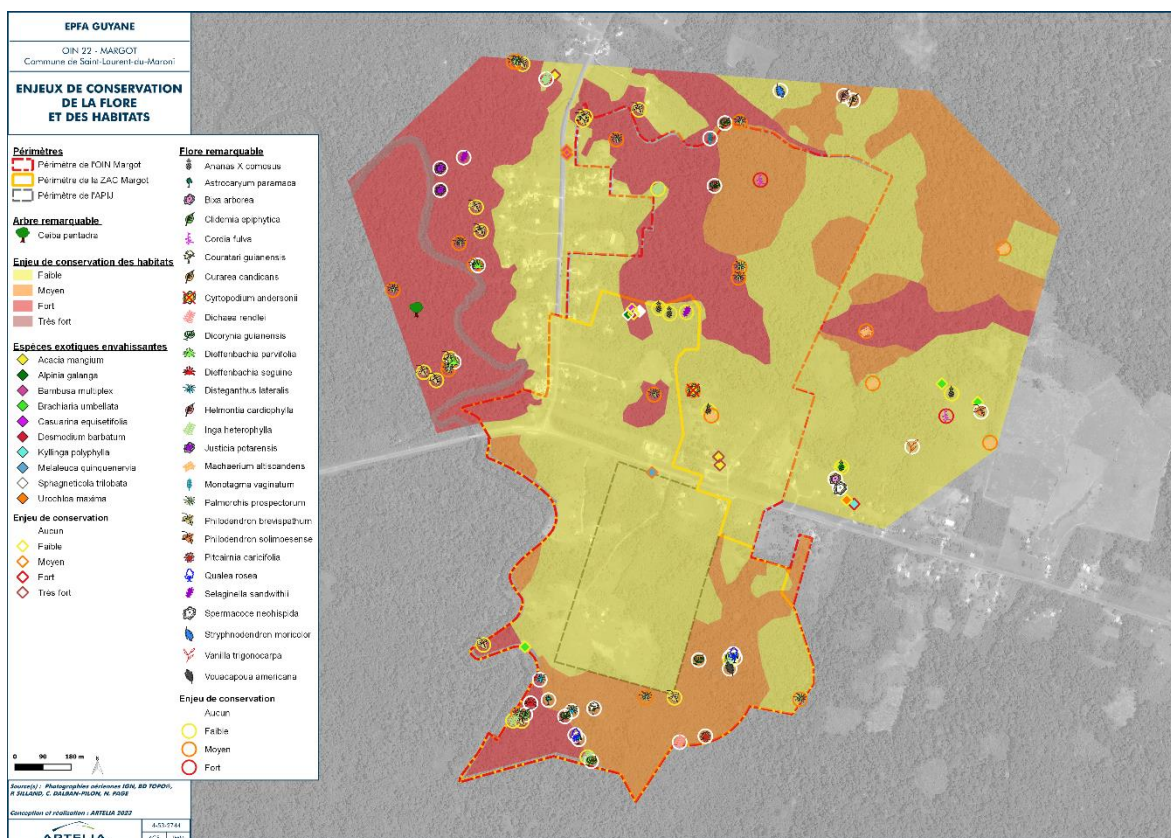 EPFA GUYANE
OIN 22 - MARGOT
Commune de Saint-Laurent-du-Maroni
ENJEUX DE CONSERVATION
DE LA FLORE
ET DES HABITATS
Périmètres
Périmètre de l'OIN Margot
Périmètre de la ZAC Margot
Périmètre de l'APIJ
Arbre remarquable
Ceiba pentadra
Enjeu de conservation des habitats
Faible
Moyen
Fort
Très fort
Espèces exotiques envahissantes
Acacia mangium
Alpinia galanga
Bambusa multiplex
Brachiaria umbellata
Casuarina equisetifolia
Desmodium barbatum
Kyllinga polyphylla
Melaleuca quinquenervia
Sphagneticola trilobata
Urochloa maxima
Enjeu de conservation
Aucun
Faible
Moyen
Fort
Très fort
Flore remarquable
Ananas X comosus
Astrocaryum paramaca
Bixa arborea
Clidemia epiphytica
Cordia fulva
Couratari guianensis
Curarea candicans
Cyrtopodium andersonii
Dichaea rendlei
Dicorynia guianensis
Dieffenbachia parvifolia
Dieffenbachia seguine
Disteganthus lateralis
Helmontia cardiophylla
Inga heterophylla
Justicia potarensis
Machaerium altiscandens
Monotagma vaginatum
Palmorchis prospectorum
Philodendron brevispathum
Philodendron solimoesense
Pitcairnia caricifolia
Qualea rosea
Selaginella sandwithii
Spermacoce neohispida
Stryphnodendron moricolor
Vanilla trigonocarpa
Vouacapoua americana
Enjeu de conservation
Aucun
Faible
Moyen
Fort
0 90 180 m
Source(s) : Photographies aériennes IGN, BD TOPO®,
P SILLAND, C. DALBAN-PILON, N. PAGE
Conception et réalisation : ARTELIA 2022
ARTELIA
4-53-2744